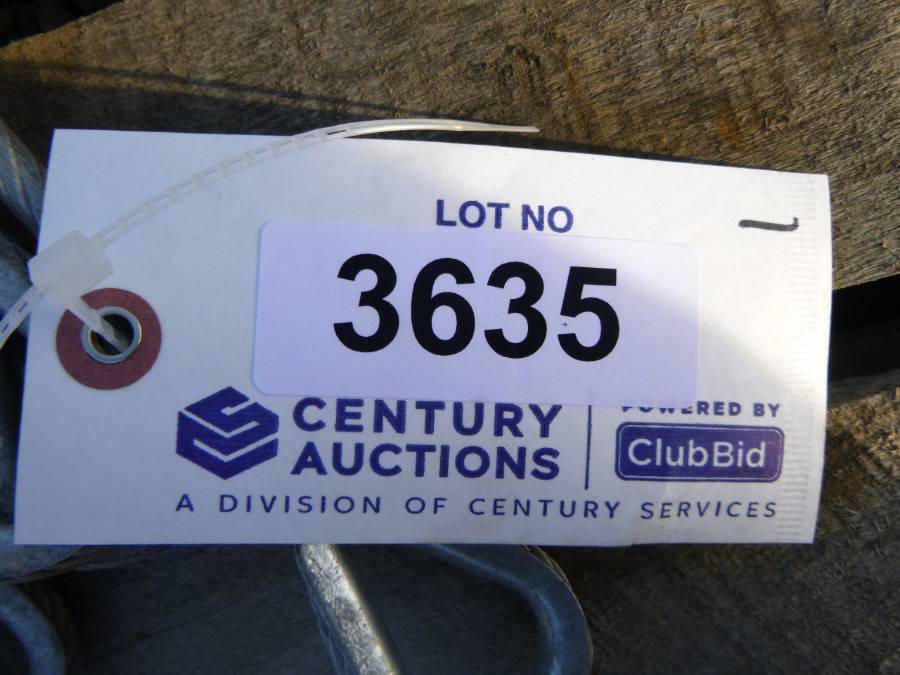 LOT NO
3635
CENTURY
AUCTIONS
POWERED BY
ClubBid
A DIVISION OF CENTURY SERVICES